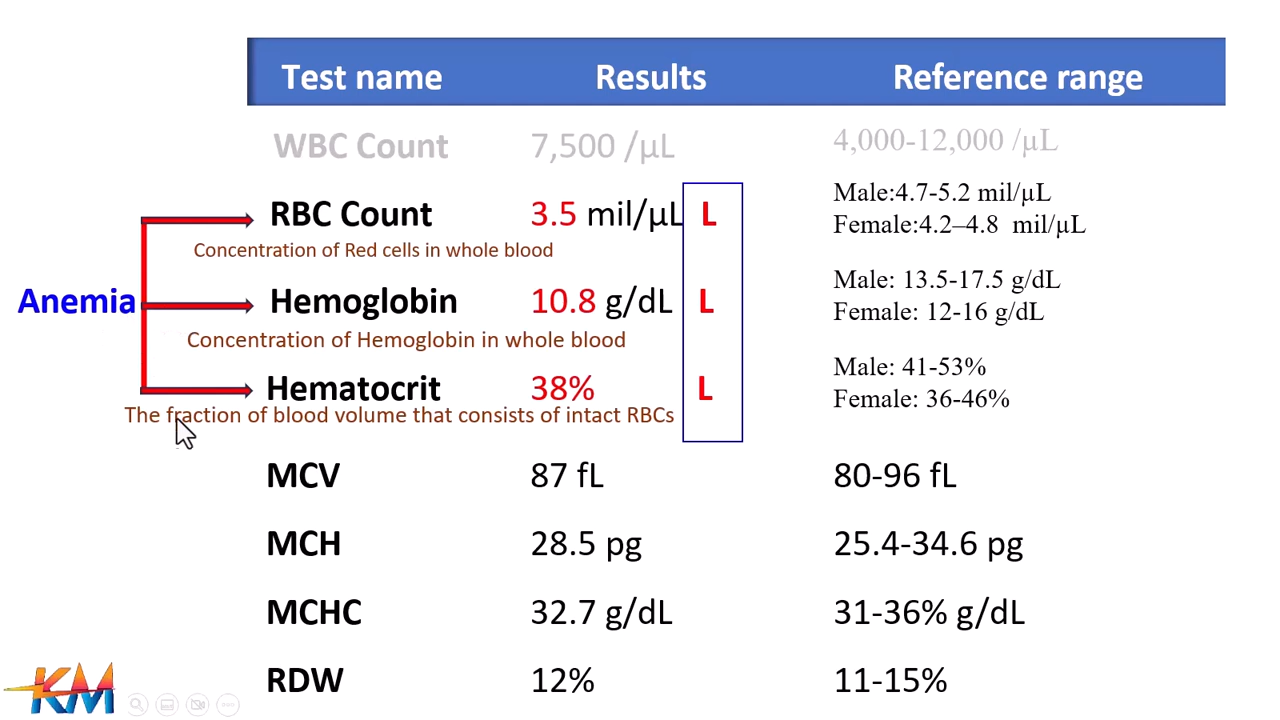 Test name Results Reference range
WBC Count 7,500 /µL 4,000-12,000 /µL
RBC Count 3.5 mil/µL L Male:4.7-5.2 mil/µL
Female:4.2–4.8 mil/µL
Concentration of Red cells in whole blood
Anemia Hemoglobin 10.8 g/dL L Male: 13.5-17.5 g/dL
Female: 12-16 g/dL
Concentration of Hemoglobin in whole blood
Hematocrit 38% L Male: 41-53%
Female: 36-46%
The fraction of blood volume that consists of intact RBCs
MCV 87 fL 80-96 fL
MCH 28.5 pg 25.4-34.6 pg
MCHC 32.7 g/dL 31-36% g/dL
RDW 12% 11-15%
KM